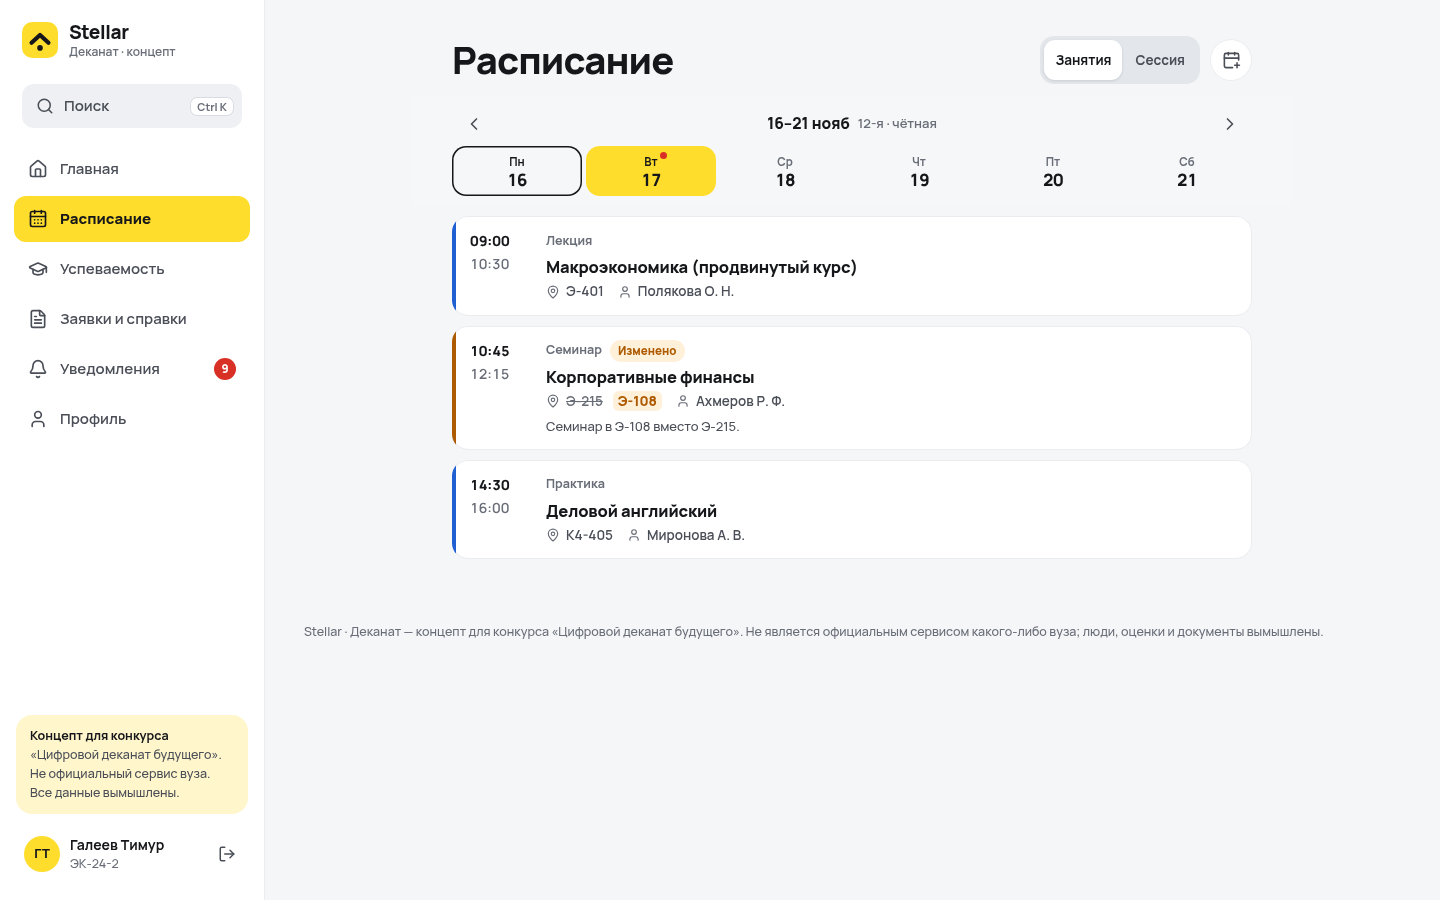 Stellar
Деканат · концепт
Поиск
Ctrl K
Главная
Расписание
Успеваемость
Заявки и справки
Уведомления
9
Профиль
Концепт для конкурса
«Цифровой деканат будущего».
Не официальный сервис вуза.
Все данные вымышлены.
ГТ
Галеев Тимур
ЭК-24-2
Расписание
Занятия
Сессия
16–21 нояб 12-я · чётная
Пн
16
Вт
17
Ср
18
Чт
19
Пт
20
Сб
21
09:00
10:30
Лекция
Макроэкономика (продвинутый курс)
Э-401 Полякова О. Н.
10:45
12:15
Семинар Изменено
Корпоративные финансы
Э-215 Э-108 Ахмеров Р. Ф.
Семинар в Э-108 вместо Э-215.
14:30
16:00
Практика
Деловой английский
К4-405 Миронова А. В.
Stellar · Деканат — концепт для конкурса «Цифровой деканат будущего». Не является официальным сервисом какого-либо вуза; люди, оценки и документы вымышлены.